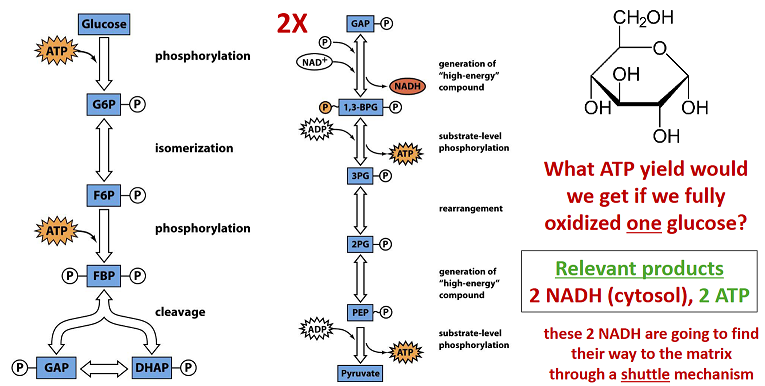 Glucose
ATP
phosphorylation
G6P
P
isomerization
F6P
P
ATP
phosphorylation
P
FBP
P
cleavage
P
GAP
DHAP
P
2X
GAP
P
P
NAD+
NADH
generation of
"high-energy"
compound
P
1,3-BPG
P
ADP
ATP
substrate-level
phosphorylation
3PG
P
rearrangement
2PG
P
generation of
"high-energy"
compound
PEP
P
ADP
ATP
substrate-level
phosphorylation
Pyruvate
CH2OH
O
OH
OH
OH
OH
What ATP yield would
we get if we fully
oxidized one glucose?
Relevant products
2 NADH (cytosol), 2 ATP
these 2 NADH are going to find
their way to the matrix
through a shuttle mechanism